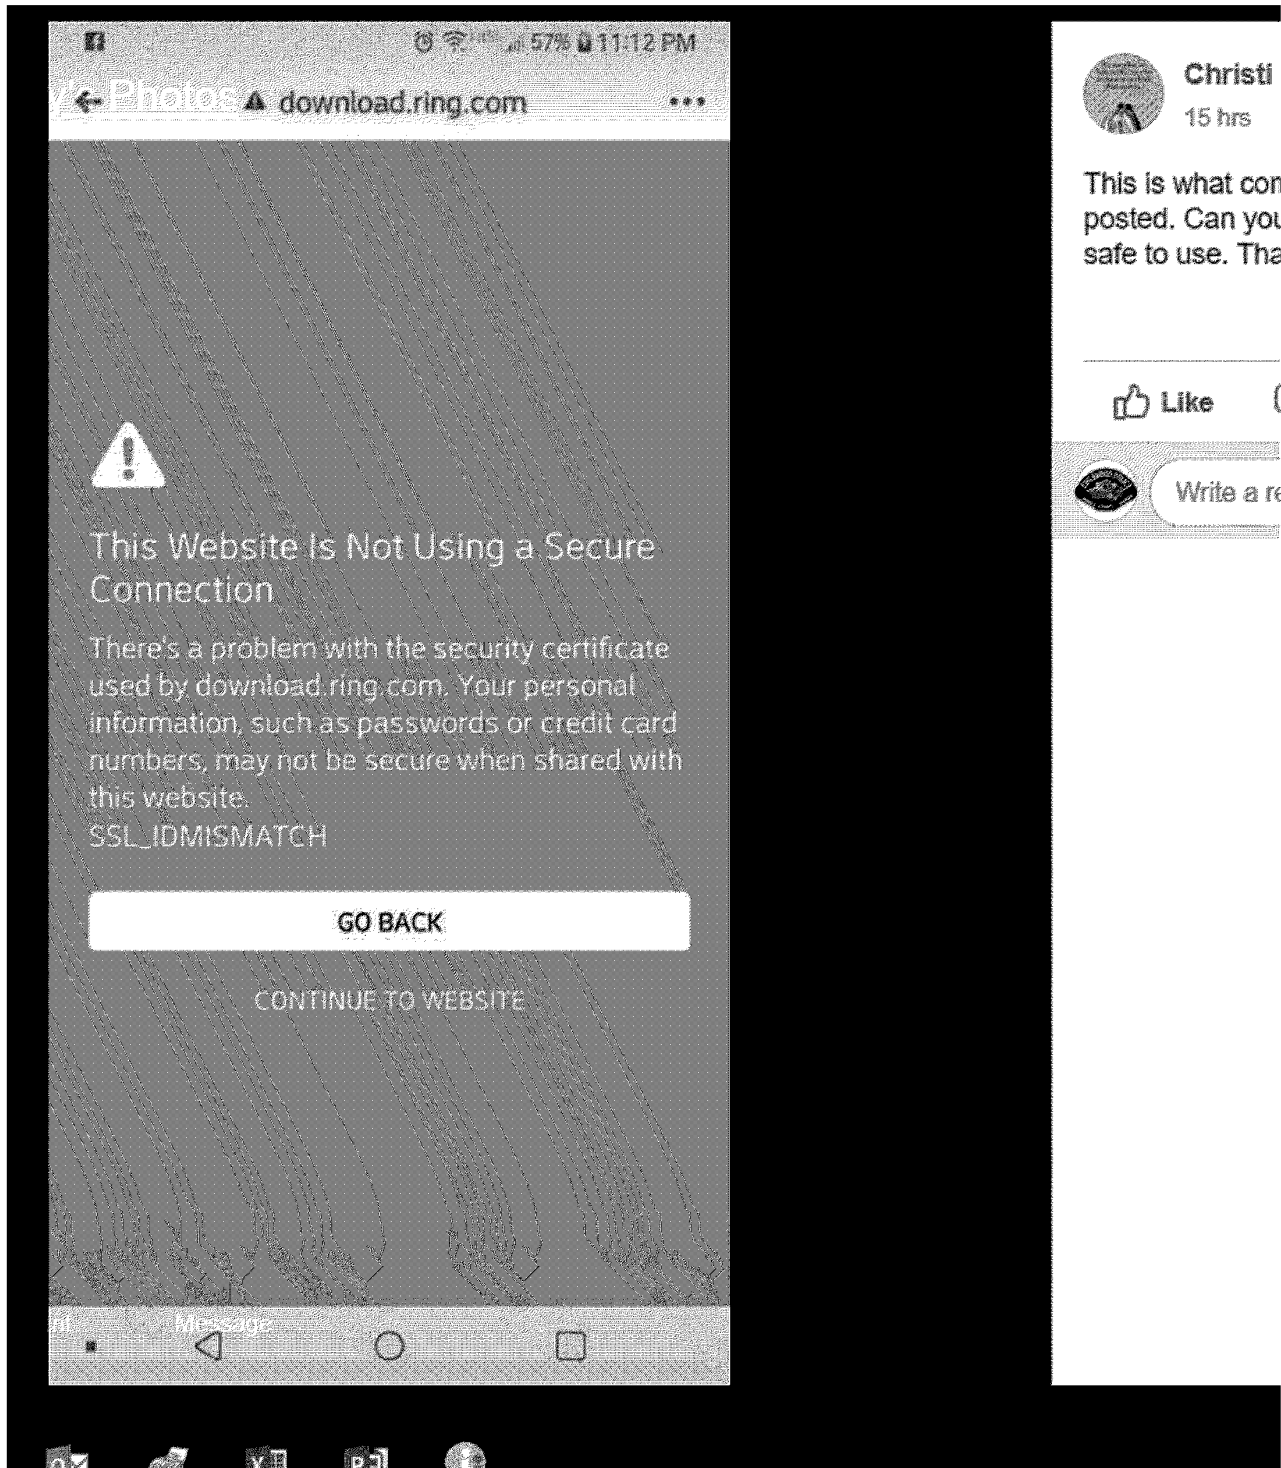 57% 11:12 PM
y's Photos
download.ring.com
This Website Is Not Using a Secure
Connection
There's a problem with the security certificate
used by download.ring.com. Your personal
information, such as passwords or credit card
numbers, may not be secure when shared with
this website.
SSL_IDMISMATCH
GO BACK
CONTINUE TO WEBSITE
Message
Christi
15 hrs
This is what con
posted. Can you
safe to use. Tha
Like
Write a re